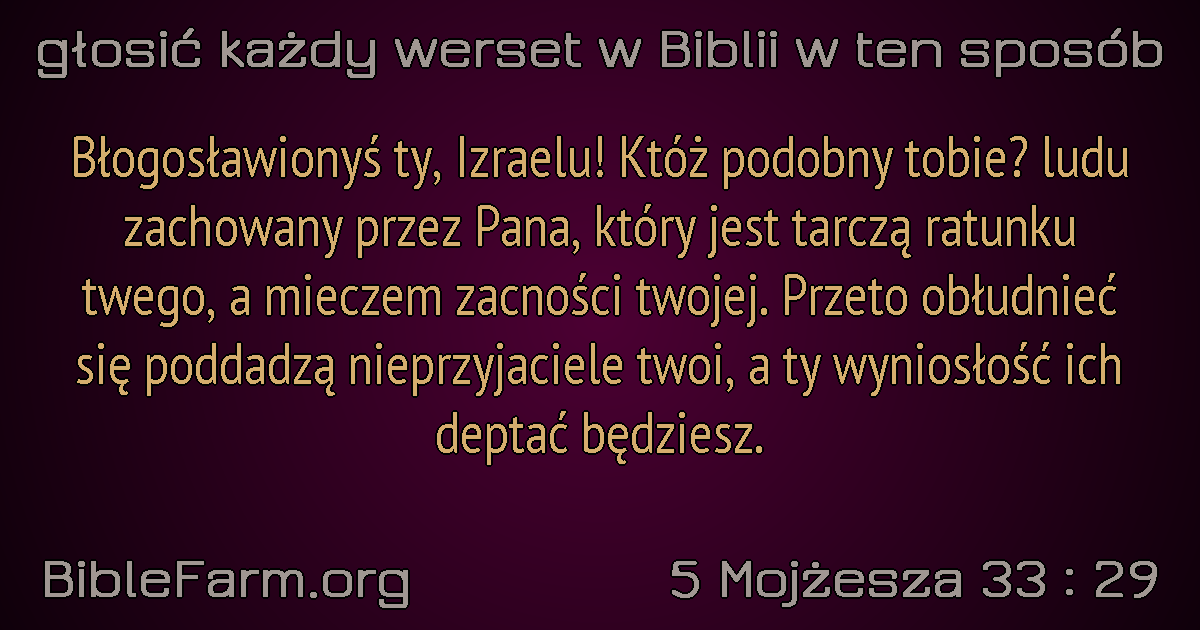 głosić każdy werset w Biblii w ten sposób
Błogosławionyś ty, Izraelu! Któż podobny tobie? ludu
zachowany przez Pana, który jest tarczą ratunku
twego, a mieczem zacności twojej. Przeto obłudnieć
się poddadzą nieprzyjaciele twoi, a ty wyniosłość ich
deptać będziesz.
BibleFarm.org
5 Mojżesza 33 : 29